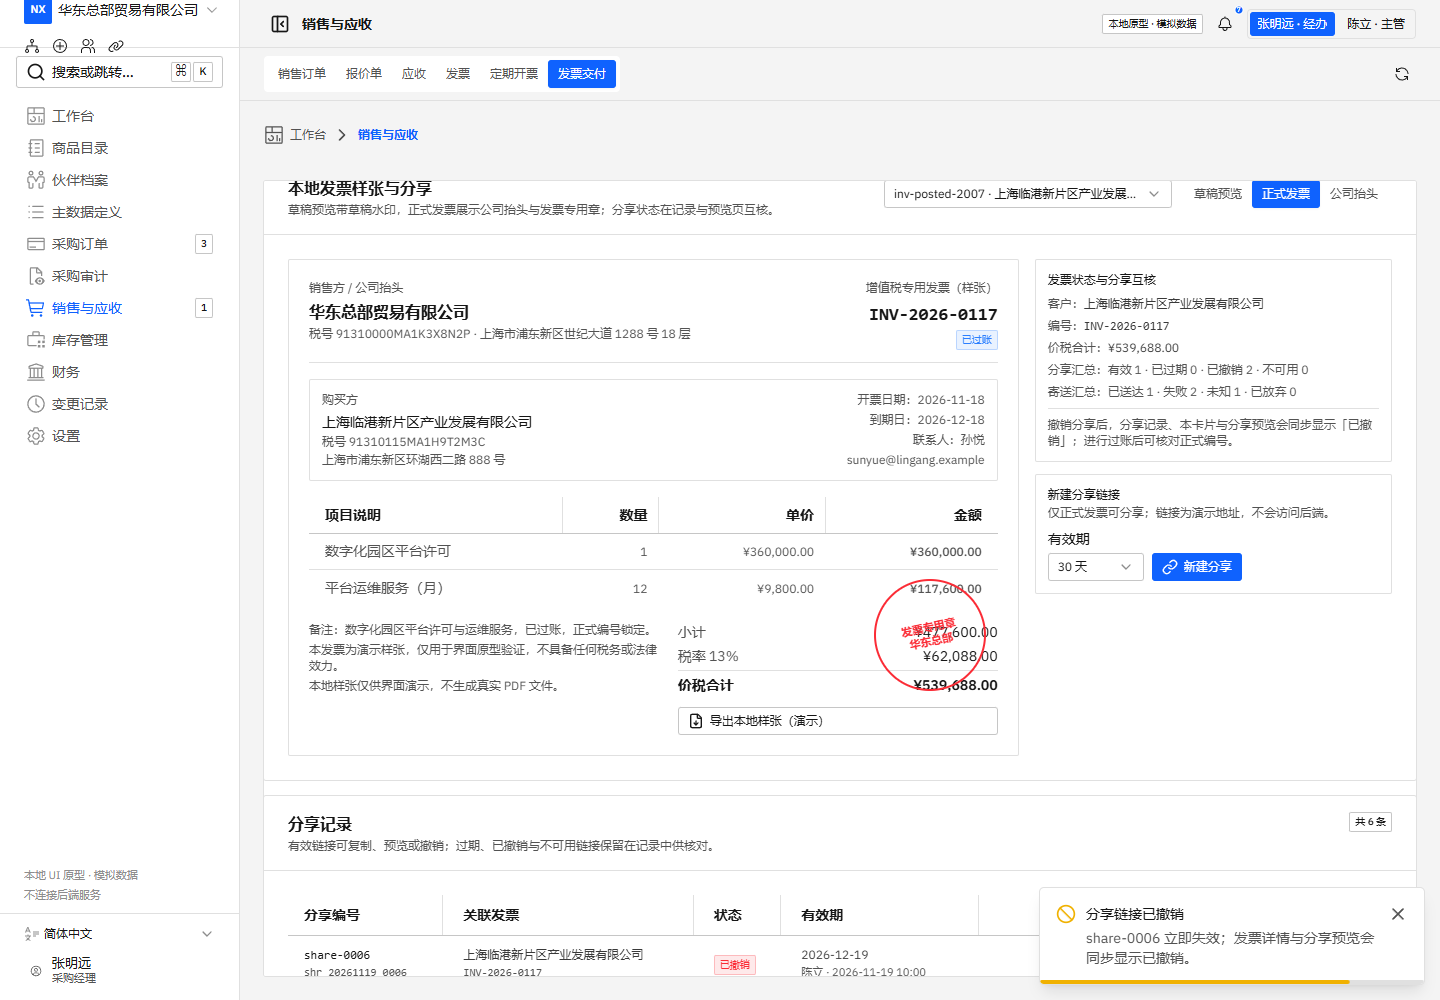 NX 华东总部贸易有限公司
搜索或跳转... ⌘ K
工作台
商品目录
伙伴档案
主数据定义
采购订单 3
采购审计
销售与应收 1
库存管理
财务
变更记录
设置
本地 UI 原型 · 模拟数据
不连接后端服务
简体中文
张明远
采购经理
销售与应收
本地原型 · 模拟数据
张明远 · 经办
陈立 · 主管
销售订单 报价单 应收 发票 定期开票 发票交付
工作台 销售与应收
本地发票样张与分享
草稿预览带草稿水印，正式发票展示公司抬头与发票专用章；分享状态在记录与预览页互核。
inv-posted-2007 · 上海临港新片区产业发展...
草稿预览 正式发票 公司抬头
销售方 / 公司抬头
华东总部贸易有限公司
税号 91310000MA1K3X8N2P · 上海市浦东新区世纪大道 1288 号 18 层
增值税专用发票（样张）
INV-2026-0117
已过账
购买方
上海临港新片区产业发展有限公司
税号 91310115MA1H9T2M3C
上海市浦东新区环湖西二路 888 号
开票日期：2026-11-18
到期日：2026-12-18
联系人：孙悦
sunyue@lingang.example
项目说明 数量 单价 金额
数字化园区平台许可 1 ¥360,000.00 ¥360,000.00
平台运维服务（月） 12 ¥9,800.00 ¥117,600.00
备注：数字化园区平台许可与运维服务，已过账，正式编号锁定。
本发票为演示样张，仅用于界面原型验证，不具备任何税务或法律
效力。
本地样张仅供界面演示，不生成真实 PDF 文件。
小计 ¥477,600.00
税率 13% ¥62,088.00
价税合计 ¥539,688.00
发票专用章
华东总部
导出本地样张（演示）
发票状态与分享互核
客户：上海临港新片区产业发展有限公司
编号：INV-2026-0117
价税合计：¥539,688.00
分享汇总：有效 1 · 已过期 0 · 已撤销 2 · 不可用 0
寄送汇总：已送达 1 · 失败 2 · 未知 1 · 已放弃 0
撤销分享后，分享记录、本卡片与分享预览会同步显示「已撤
销」；进行过账后可核对正式编号。
新建分享链接
仅正式发票可分享；链接为演示地址，不会访问后端。
有效期
30 天
新建分享
分享记录
有效链接可复制、预览或撤销；过期、已撤销与不可用链接保留在记录中供核对。
共 6 条
分享编号 关联发票 状态 有效期
share-0006 上海临港新片区产业发展有限公司 已撤销 2026-12-19
shr_20261119_0006 INV-2026-0117 陈立 · 2026-11-19 10:00
分享链接已撤销
share-0006 立即失效；发票详情与分享预览会
同步显示已撤销。